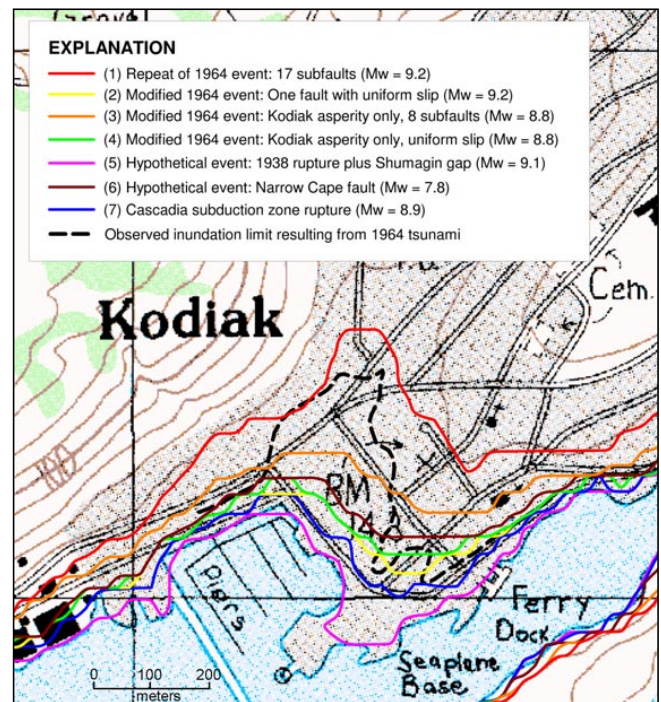 EXPLANATION
(1) Repeat of 1964 event: 17 subfaults (Mw = 9.2)
(2) Modified 1964 event: One fault with uniform slip (Mw = 9.2)
(3) Modified 1964 event: Kodiak asperity only, 8 subfaults (Mw = 8.8)
(4) Modified 1964 event: Kodiak asperity only, uniform slip (Mw = 8.8)
(5) Hypothetical event: 1938 rupture plus Shumagin gap (Mw = 9.1)
(6) Hypothetical event: Narrow Cape fault (Mw = 7.8)
(7) Cascadia subduction zone rupture (Mw = 8.9)
Observed inundation limit resulting from 1964 tsunami
Cem.
Kodiak
BM
Piers
Ferry
Dock
Seaplane
Base
0 100 200
meters